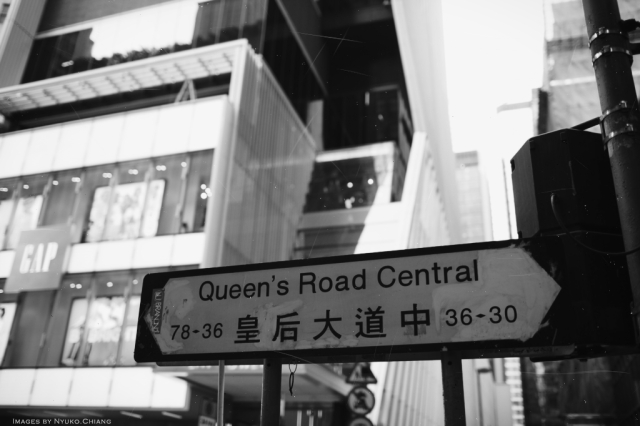 GAP
Queen's Road Central
78-36 皇后大道中 36-30
IMAGES BY NYUKO.CHIANG